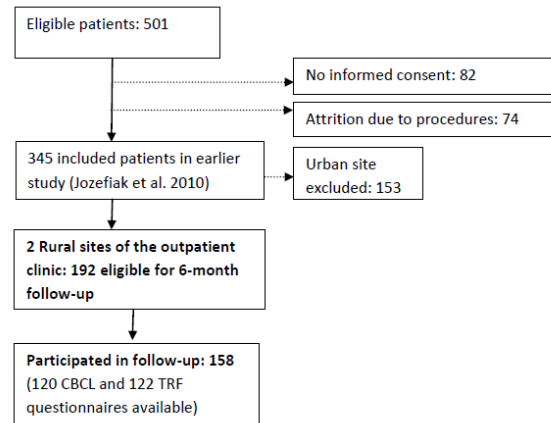 Eligible patients: 501
No informed consent: 82
Attrition due to procedures: 74
345 included patients in earlier
study (Jozefiak et al. 2010)
Urban site
excluded: 153
2 Rural sites of the outpatient
clinic: 192 eligible for 6-month
follow-up
Participated in follow-up: 158
(120 CBCL and 122 TRF
questionnaires available)